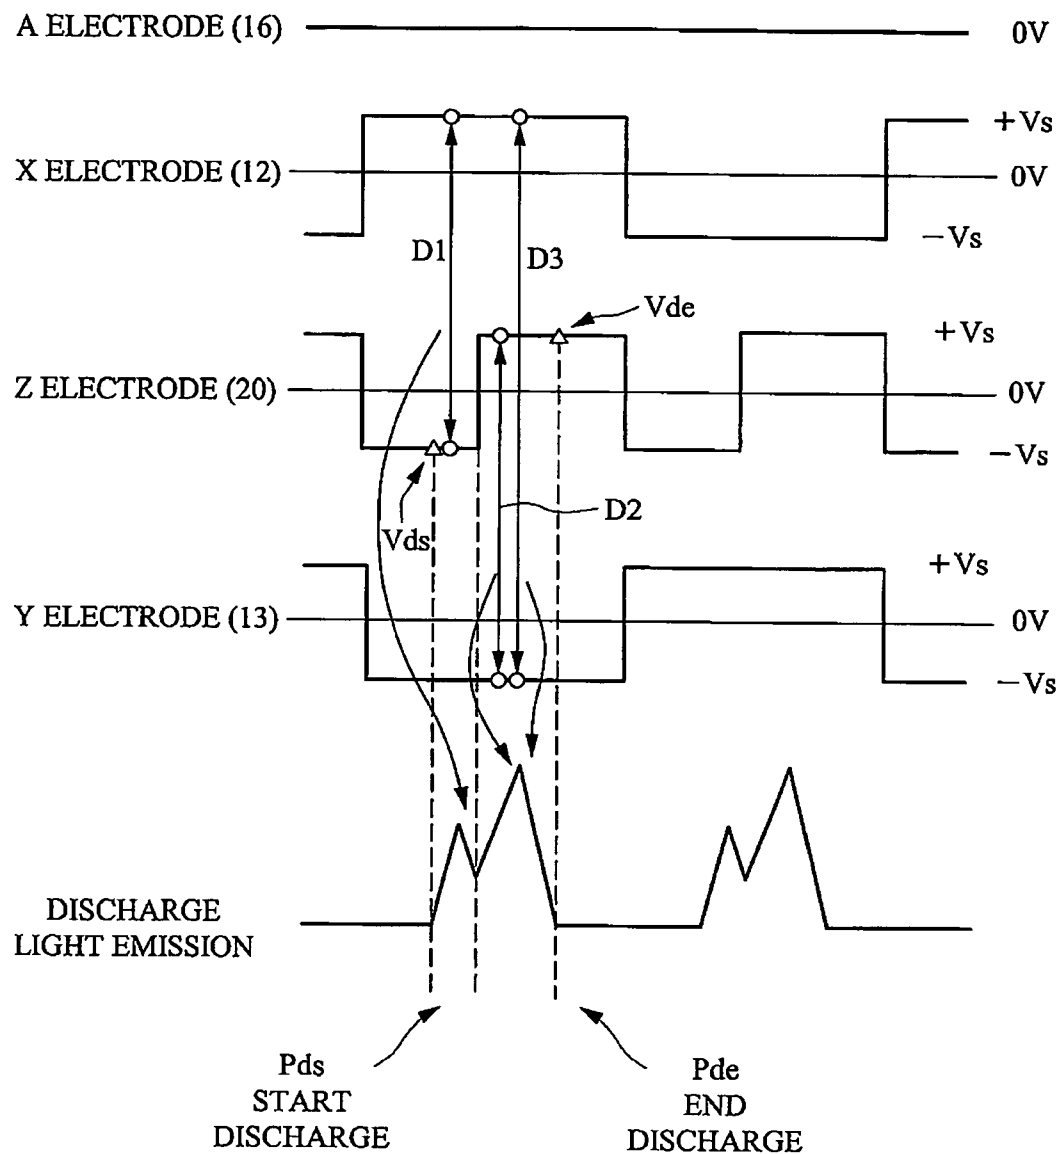 A ELECTRODE (16)
0V
+Vs
X ELECTRODE (12)
0V
−Vs
D1
D3
Vde
+Vs
Z ELECTRODE (20)
0V
−Vs
D2
Vds
+Vs
Y ELECTRODE (13)
0V
−Vs
DISCHARGE
LIGHT EMISSION
Pds
START
DISCHARGE
Pde
END
DISCHARGE